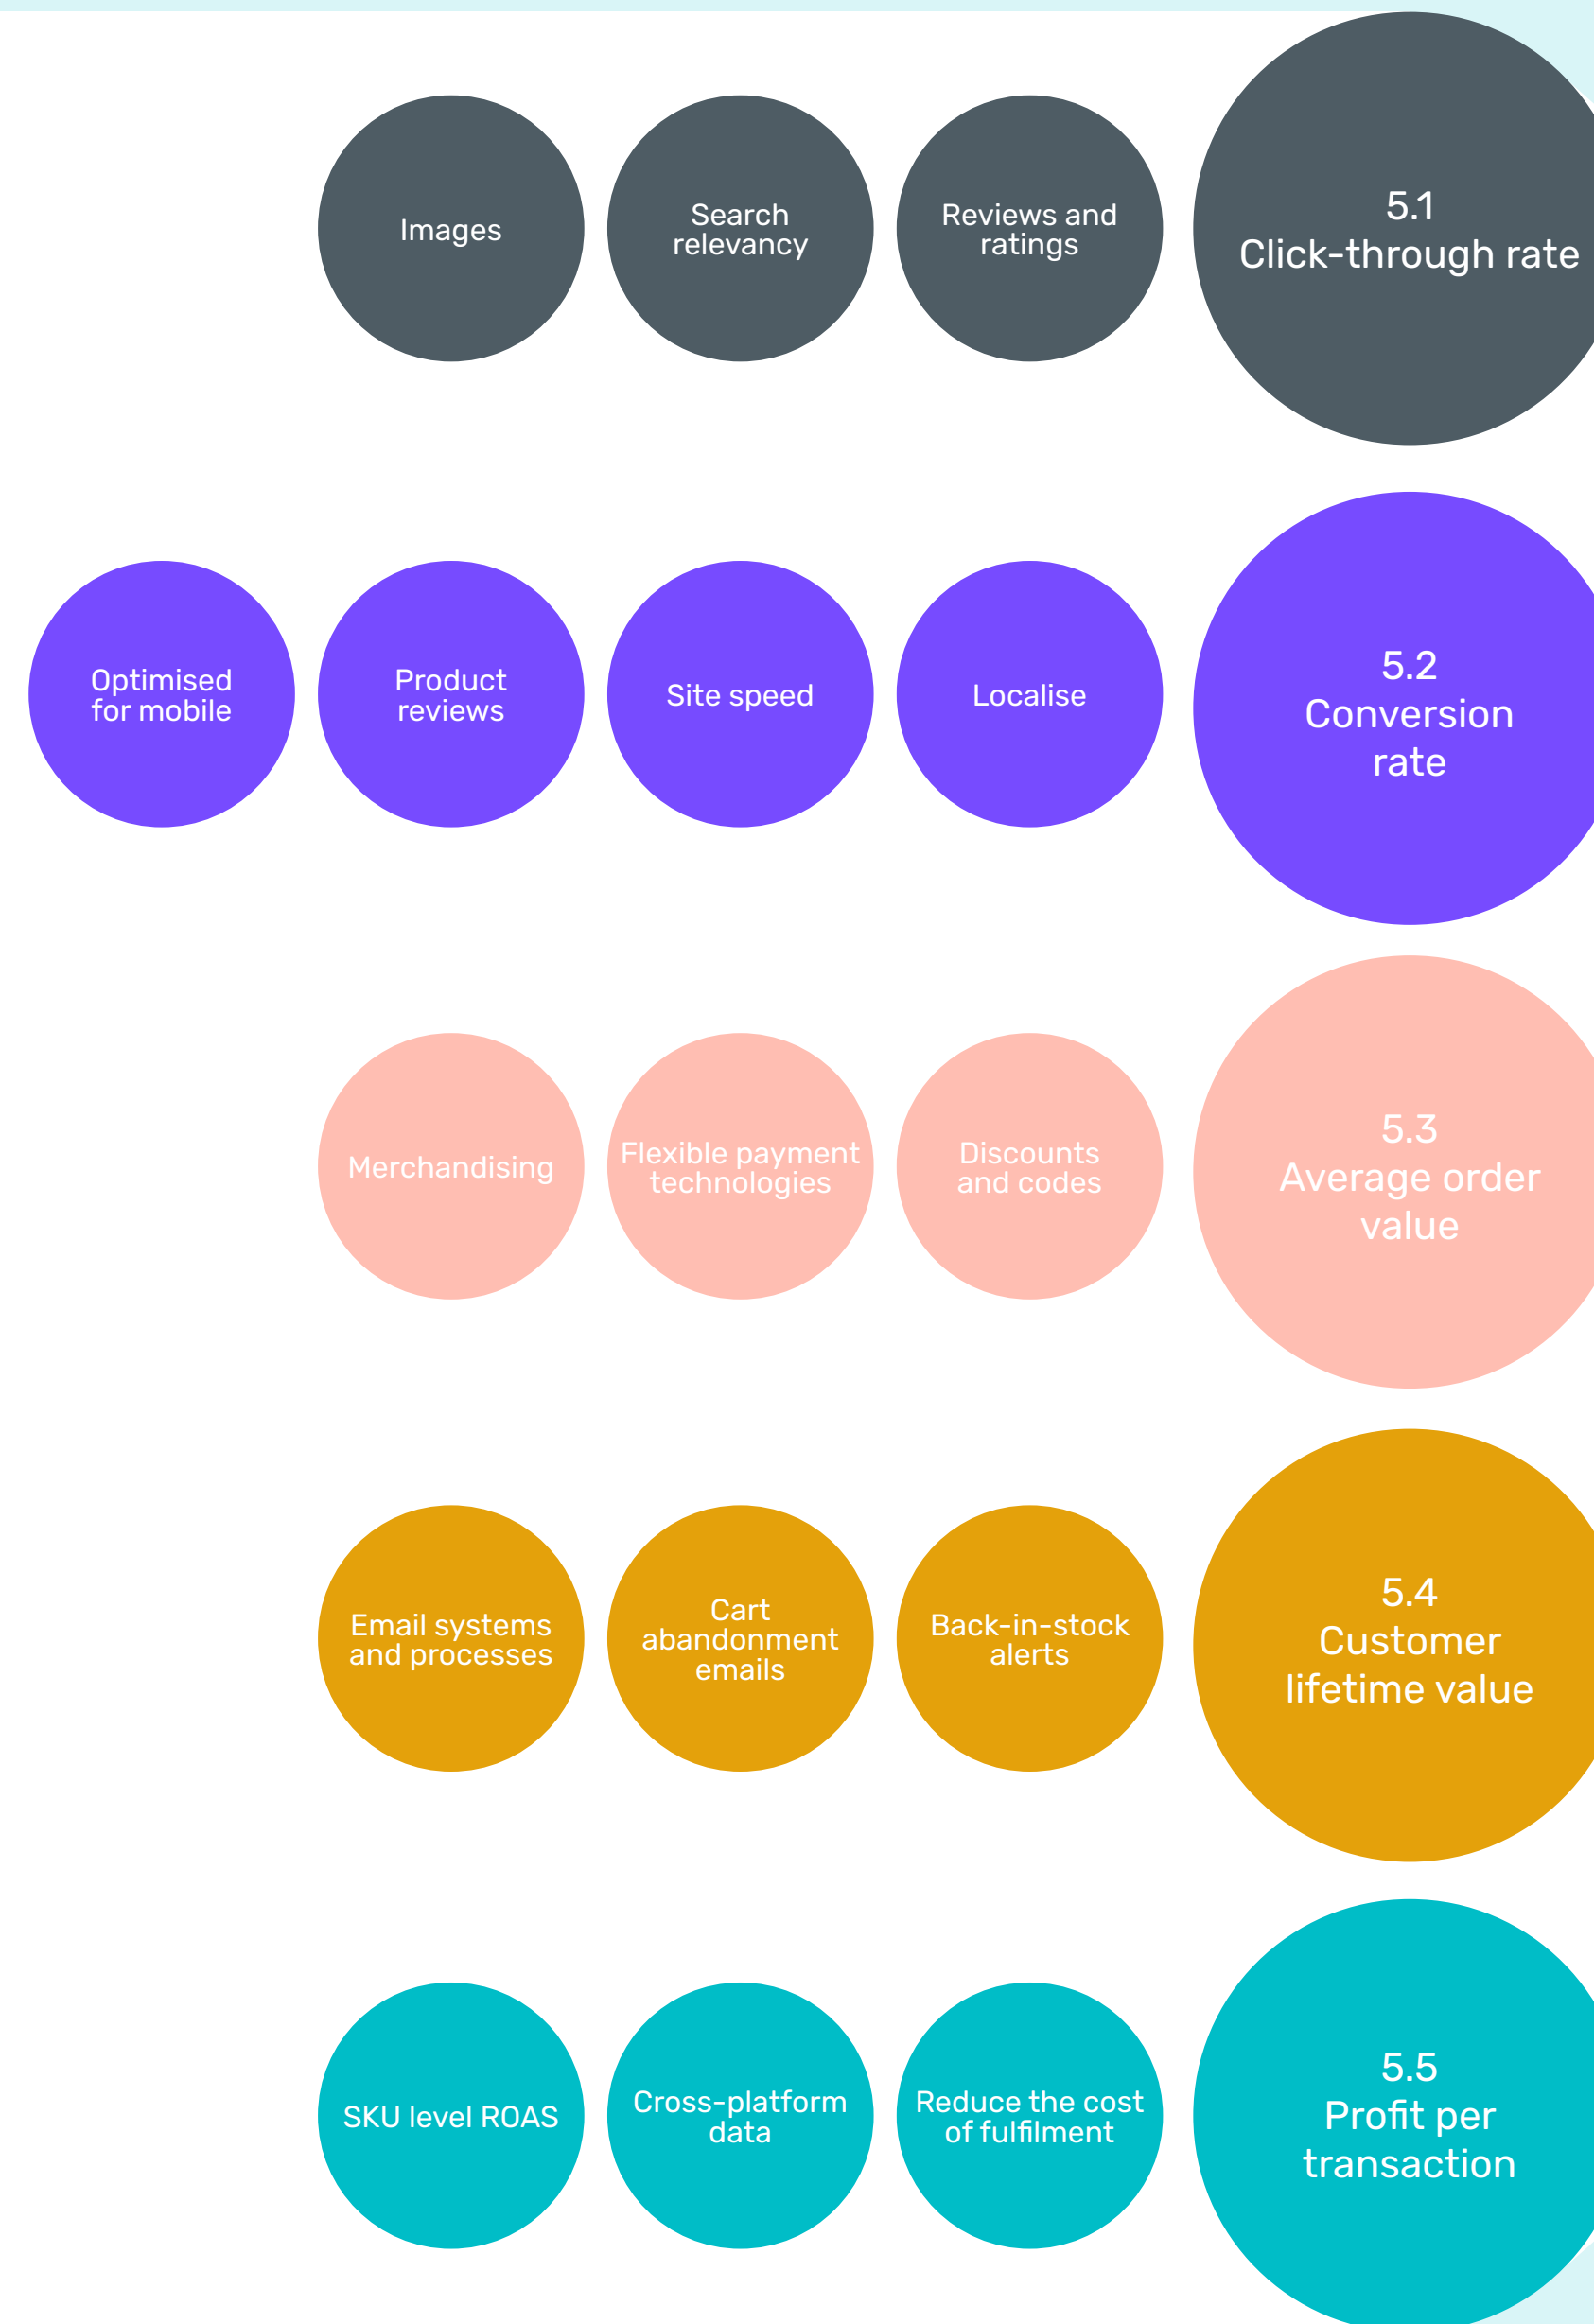 Images
Search
relevancy
Reviews and
ratings
5.1
Click-through rate
Optimised
for mobile
Product
reviews
Site speed
Localise
5.2
Conversion
rate
Merchandising
Flexible payment
technologies
Discounts
and codes
5.3
Average order
value
Email systems
and processes
Cart
abandonment
emails
Back-in-stock
alerts
5.4
Customer
lifetime value
SKU level ROAS
Cross-platform
data
Reduce the cost
of fulfilment
5.5
Profit per
transaction